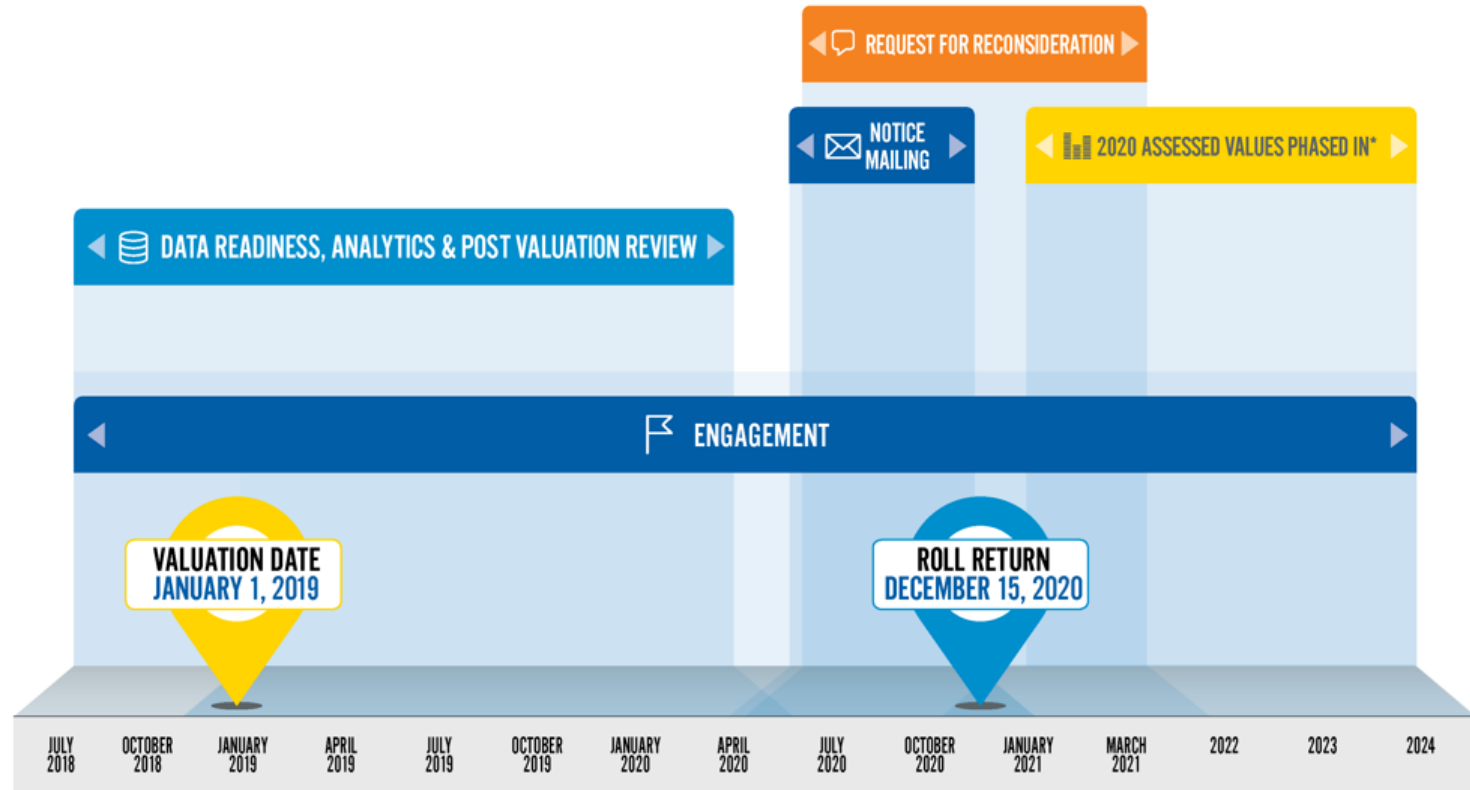 REQUEST FOR RECONSIDERATION
NOTICE
MAILING
2020 ASSESSED VALUES PHASED IN*
DATA READINESS, ANALYTICS & POST VALUATION REVIEW
ENGAGEMENT
VALUATION DATE
JANUARY 1, 2019
ROLL RETURN
DECEMBER 15, 2020
JULY
2018
OCTOBER
2018
JANUARY
2019
APRIL
2019
JULY
2019
OCTOBER
2019
JANUARY
2020
APRIL
2020
JULY
2020
OCTOBER
2020
JANUARY
2021
MARCH
2021
2022
2023
2024